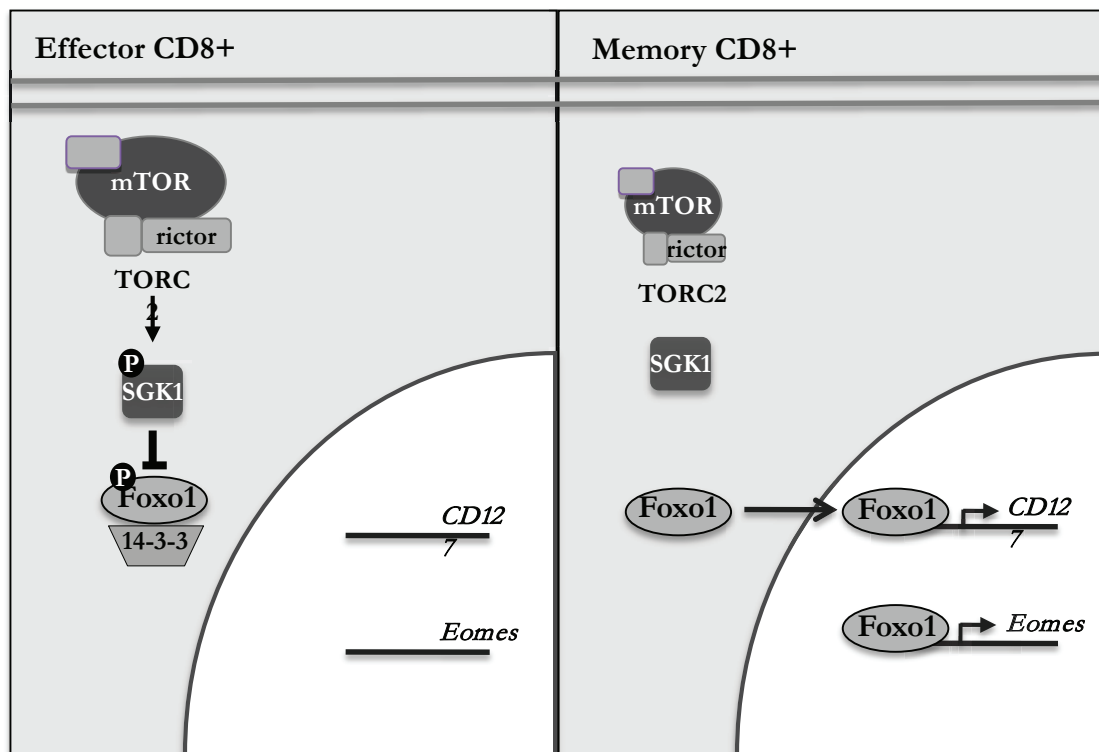 Effector CD8+
mTOR
rictor
TORC
2
P
SGK1
P
Foxo1
14-3-3
CD12
7
Eomes
Memory CD8+
mTOR
rictor
TORC2
SGK1
Foxo1
Foxo1
CD12
7
Foxo1
Eomes